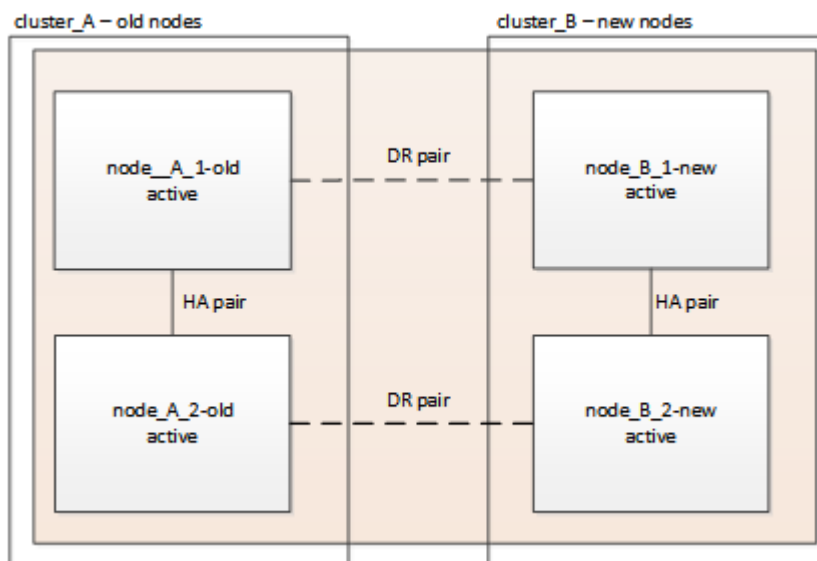 cluster_A – old nodes
cluster_B – new nodes
node__A_1-old
active
DR pair
node_B_1-new
active
HA pair
HA pair
node_A_2-old
active
DR pair
node_B_2-new
active